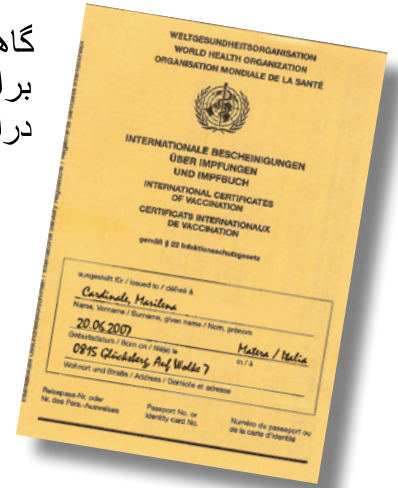 گاه
برا
درا
WELTGESUNDHEITSORGANISATION
WORLD HEALTH ORGANIZATION
ORGANISATION MONDIALE DE LA SANTÉ
INTERNATIONALE BESCHEINIGUNGEN
ÜBER IMPFUNGEN
UND IMPFBUCH
INTERNATIONAL CERTIFICATES
OF VACCINATION
CERTIFICATS INTERNATIONAUX
DE VACCINATION
gemäß § 22 Infektionsschutzgesetz
ausgestellt für / issued to / délivré à
Cardinale, Marilena
Name, Vorname / Surname, given name / Nom, prénom
20.06.2007 Matera / Italia
Geburtsdatum / Born on / Né(e) le in / à
0815 Glücksberg, Auf Wolke 7
Wohnort und Straße / Address / Domicile et adresse
Reisepass-Nr. oder
Nr. des Pers.-Ausweises
Passport No. or
identity card No.
Numéro du passeport ou
de la carte d'identité